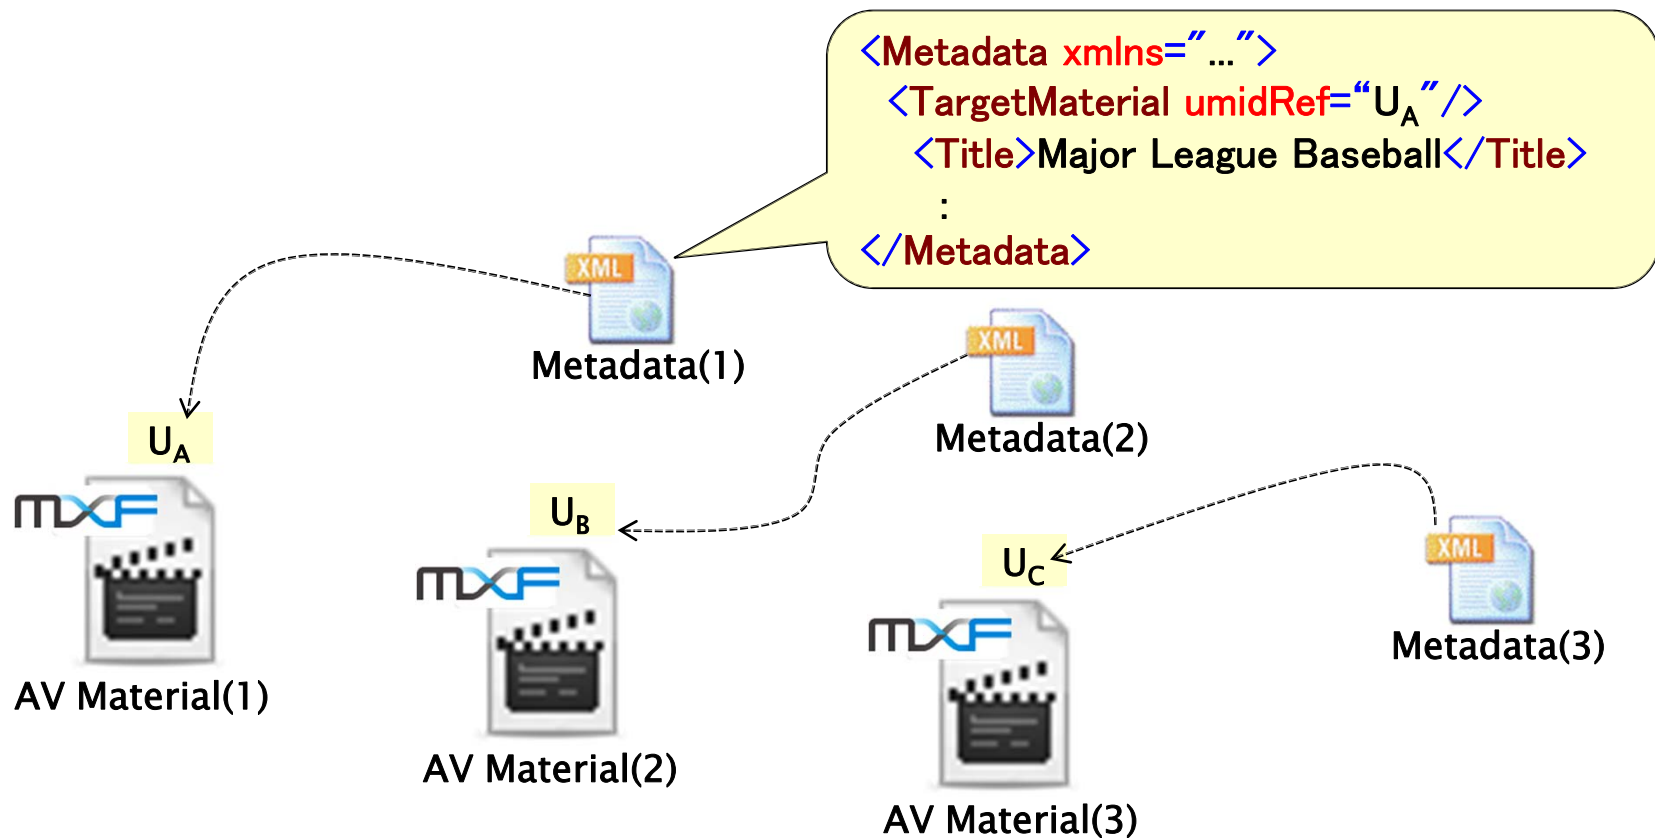 <Metadata xmlns="...">
<TargetMaterial umidRef=“UA”/>
<Title>Major League Baseball</Title>
:
</Metadata>
XML
Metadata(1)
XML
Metadata(2)
UA
mxf
AV Material(1)
UB
mxf
AV Material(2)
UC
mxf
AV Material(3)
XML
Metadata(3)